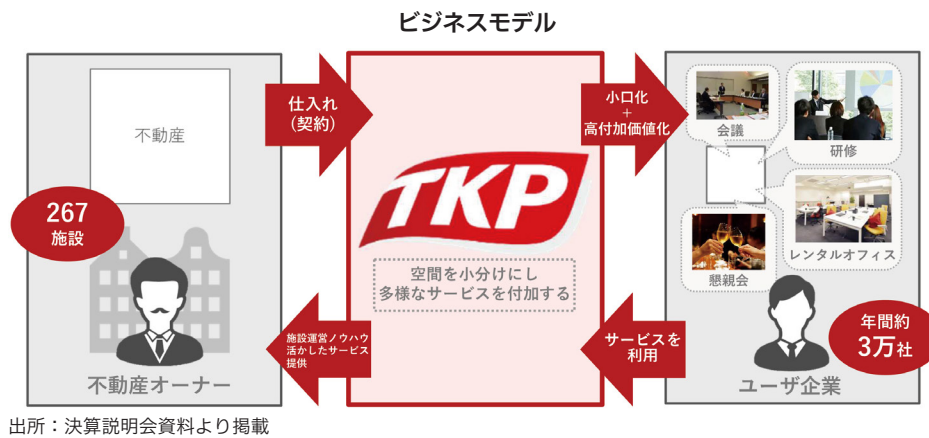 ビジネスモデル
不動産
267
施設
不動産オーナー
仕入れ
(契約)
施設運営ノウハウ
活かしたサービス
提供
TKP
空間を小分けにし
多様なサービスを付加する
小口化
+
高付加価値化
サービスを
利用
会議
研修
レンタルオフィス
懇親会
年間約
3万社
ユーザ企業
出所：決算説明会資料より掲載